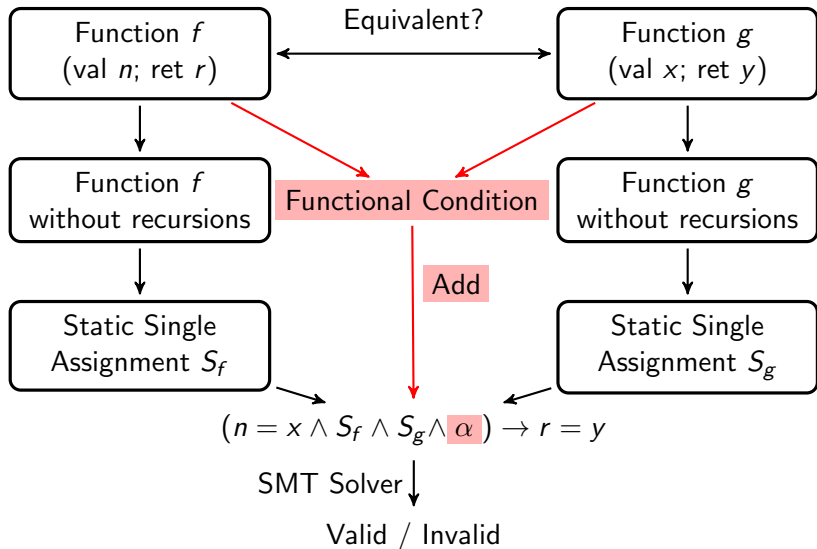 Equivalent?
Function f
(val n; ret r)
Function g
(val x; ret y)
Function f
without recursions
Functional Condition
Function g
without recursions
Add
Static Single
Assignment S_f
Static Single
Assignment S_g
(n = x ∧ S_f ∧ S_g ∧ α) → r = y
SMT Solver
Valid / Invalid